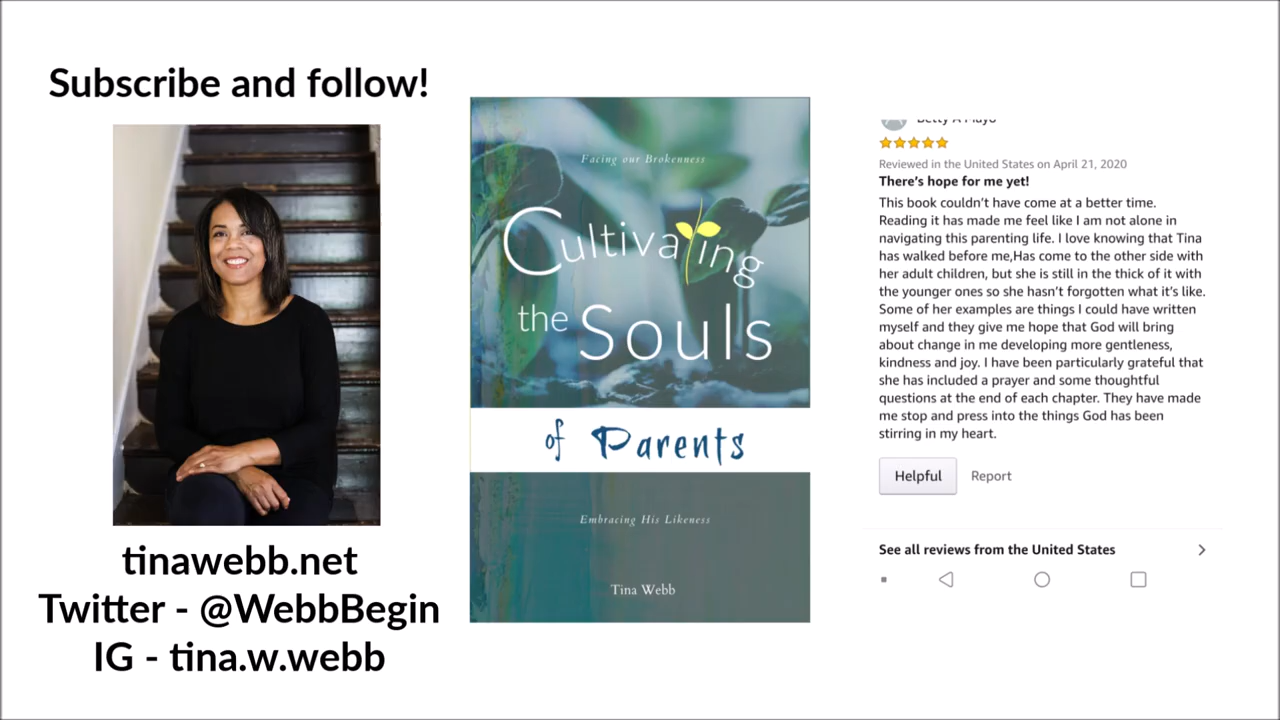 Subscribe and follow!
tinawebb.net
Twitter - @WebbBegin
IG - tina.w.webb
Facing our Brokenness
Cultivating
the Souls
of Parents
Embracing His Likeness
Tina Webb
Betty A Mayo
Reviewed in the United States on April 21, 2020
There's hope for me yet!
This book couldn't have come at a better time.
Reading it has made me feel like I am not alone in
navigating this parenting life. I love knowing that Tina
has walked before me,Has come to the other side with
her adult children, but she is still in the thick of it with
the younger ones so she hasn't forgotten what it's like.
Some of her examples are things I could have written
myself and they give me hope that God will bring
about change in me developing more gentleness,
kindness and joy. I have been particularly grateful that
she has included a prayer and some thoughtful
questions at the end of each chapter. They have made
me stop and press into the things God has been
stirring in my heart.
Helpful
Report
See all reviews from the United States